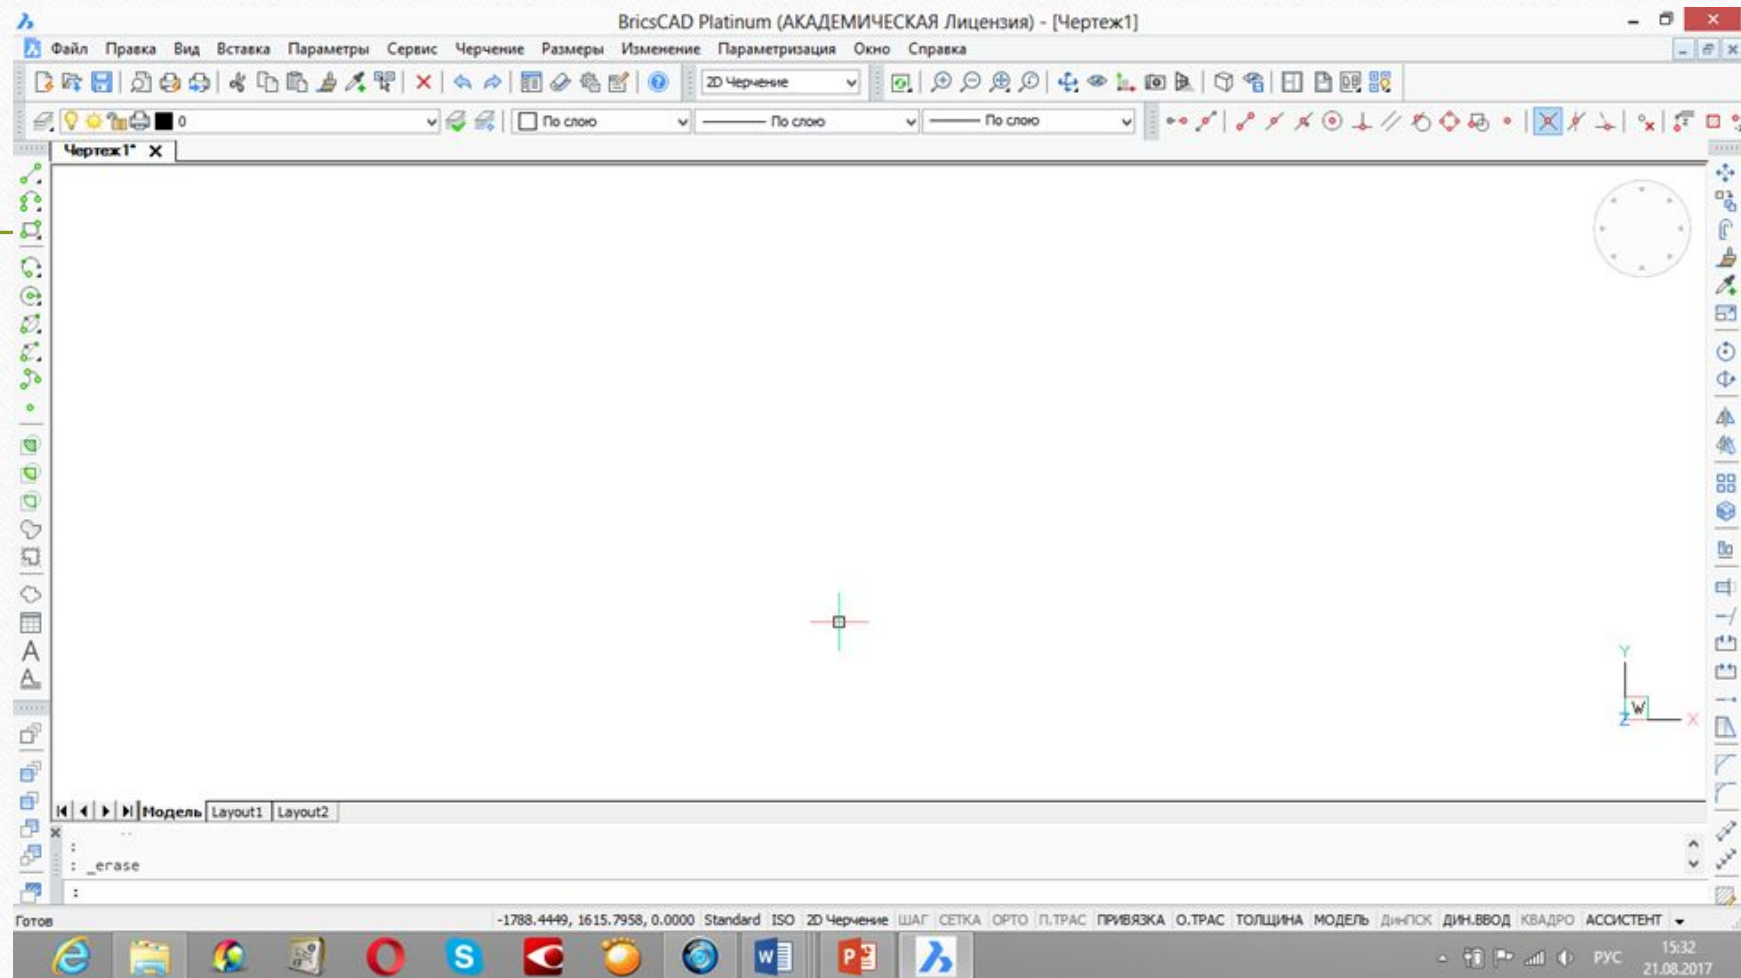 BricsCAD Platinum (АКАДЕМИЧЕСКАЯ Лицензия) - [Чертеж1]
Файл Правка Вид Вставка Параметры Сервис Черчение Размеры Изменение Параметризация Окно Справка
2D Черчение
0 По слою По слою По слою
Чертеж1*
Y
W
Z X
Модель Layout1 Layout2
:
: _erase
:
Готов -1788.4449, 1615.7958, 0.0000 Standard ISO 2D Черчение ШАГ СЕТКА ОРТО П.ТРАС ПРИВЯЗКА О.ТРАС ТОЛЩИНА МОДЕЛЬ ДинПСК ДИН.ВВОД КВАДРО АССИСТЕНТ
РУС 15:32
21.08.2017